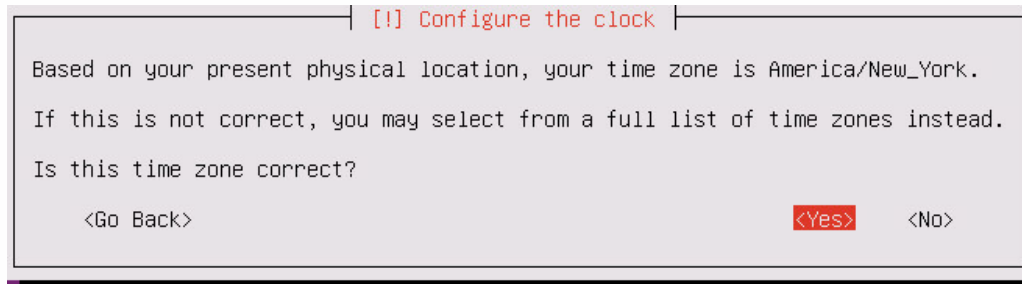 [!] Configure the clock
Based on your present physical location, your time zone is America/New_York.
If this is not correct, you may select from a full list of time zones instead.
Is this time zone correct?
<Go Back> <Yes> <No>